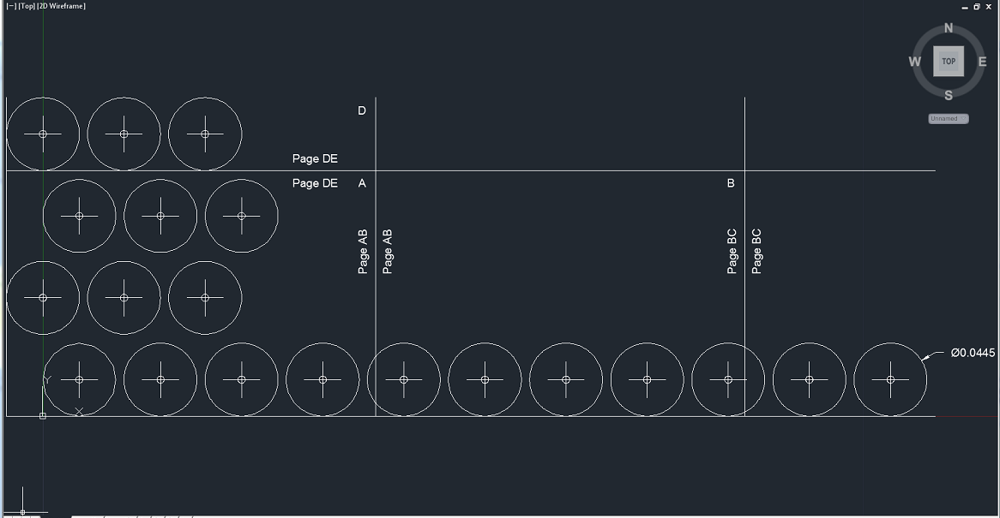 [−] [Top] [2D Wireframe]
N
W
TOP
E
S
Unnamed
D
Page DE
Page DE
A
B
Page AB
Page AB
Page BC
Page BC
Ø0.0445
Y
X